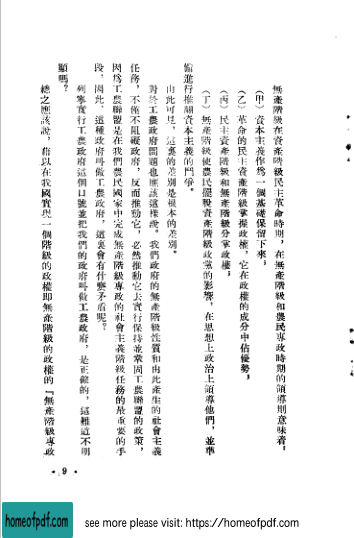 無產階級在資產階級民主革命時期，在無產階級和農民專政時期的領導則意味着：
（甲）資本主義作爲一個基礎保留下來；
（乙）革命的民主資產階級掌握政權，它在政權的成分中佔優勢；
（丙）民主資產階級和無產階級分掌政權；
（丁）無產階級使農民擺脫資產階級政黨的影響，在思想上政治上領導他們，並準
備進行推翻資本主義的鬥爭。
由此可見，這裏的差別是根本的差別。
對於工農政府問題也應該這樣說。我們政府的無產階級性質和由此產生的社會主義
任務，不僅不阻礙政府，反而推動它，必然推動它去實行保持並鞏固工農聯盟的政策，
因爲工農聯盟是在我們農民國家中完成無產階級專政的社會主義階級任務的最重要的手
段，因此，這種政府叫做工農政府，這裏會有什麼矛盾呢？
列寧實行工農政府這個口號並把我們的政府叫做工農政府，是正確的，這難道不明
顯嗎？
總之應該說，藉以在我國實現一個階級的政權即無產階級的政權的『無產階級專政
· 9 ·
homeofpdf.com
see more please visit: https://homeofpdf.com